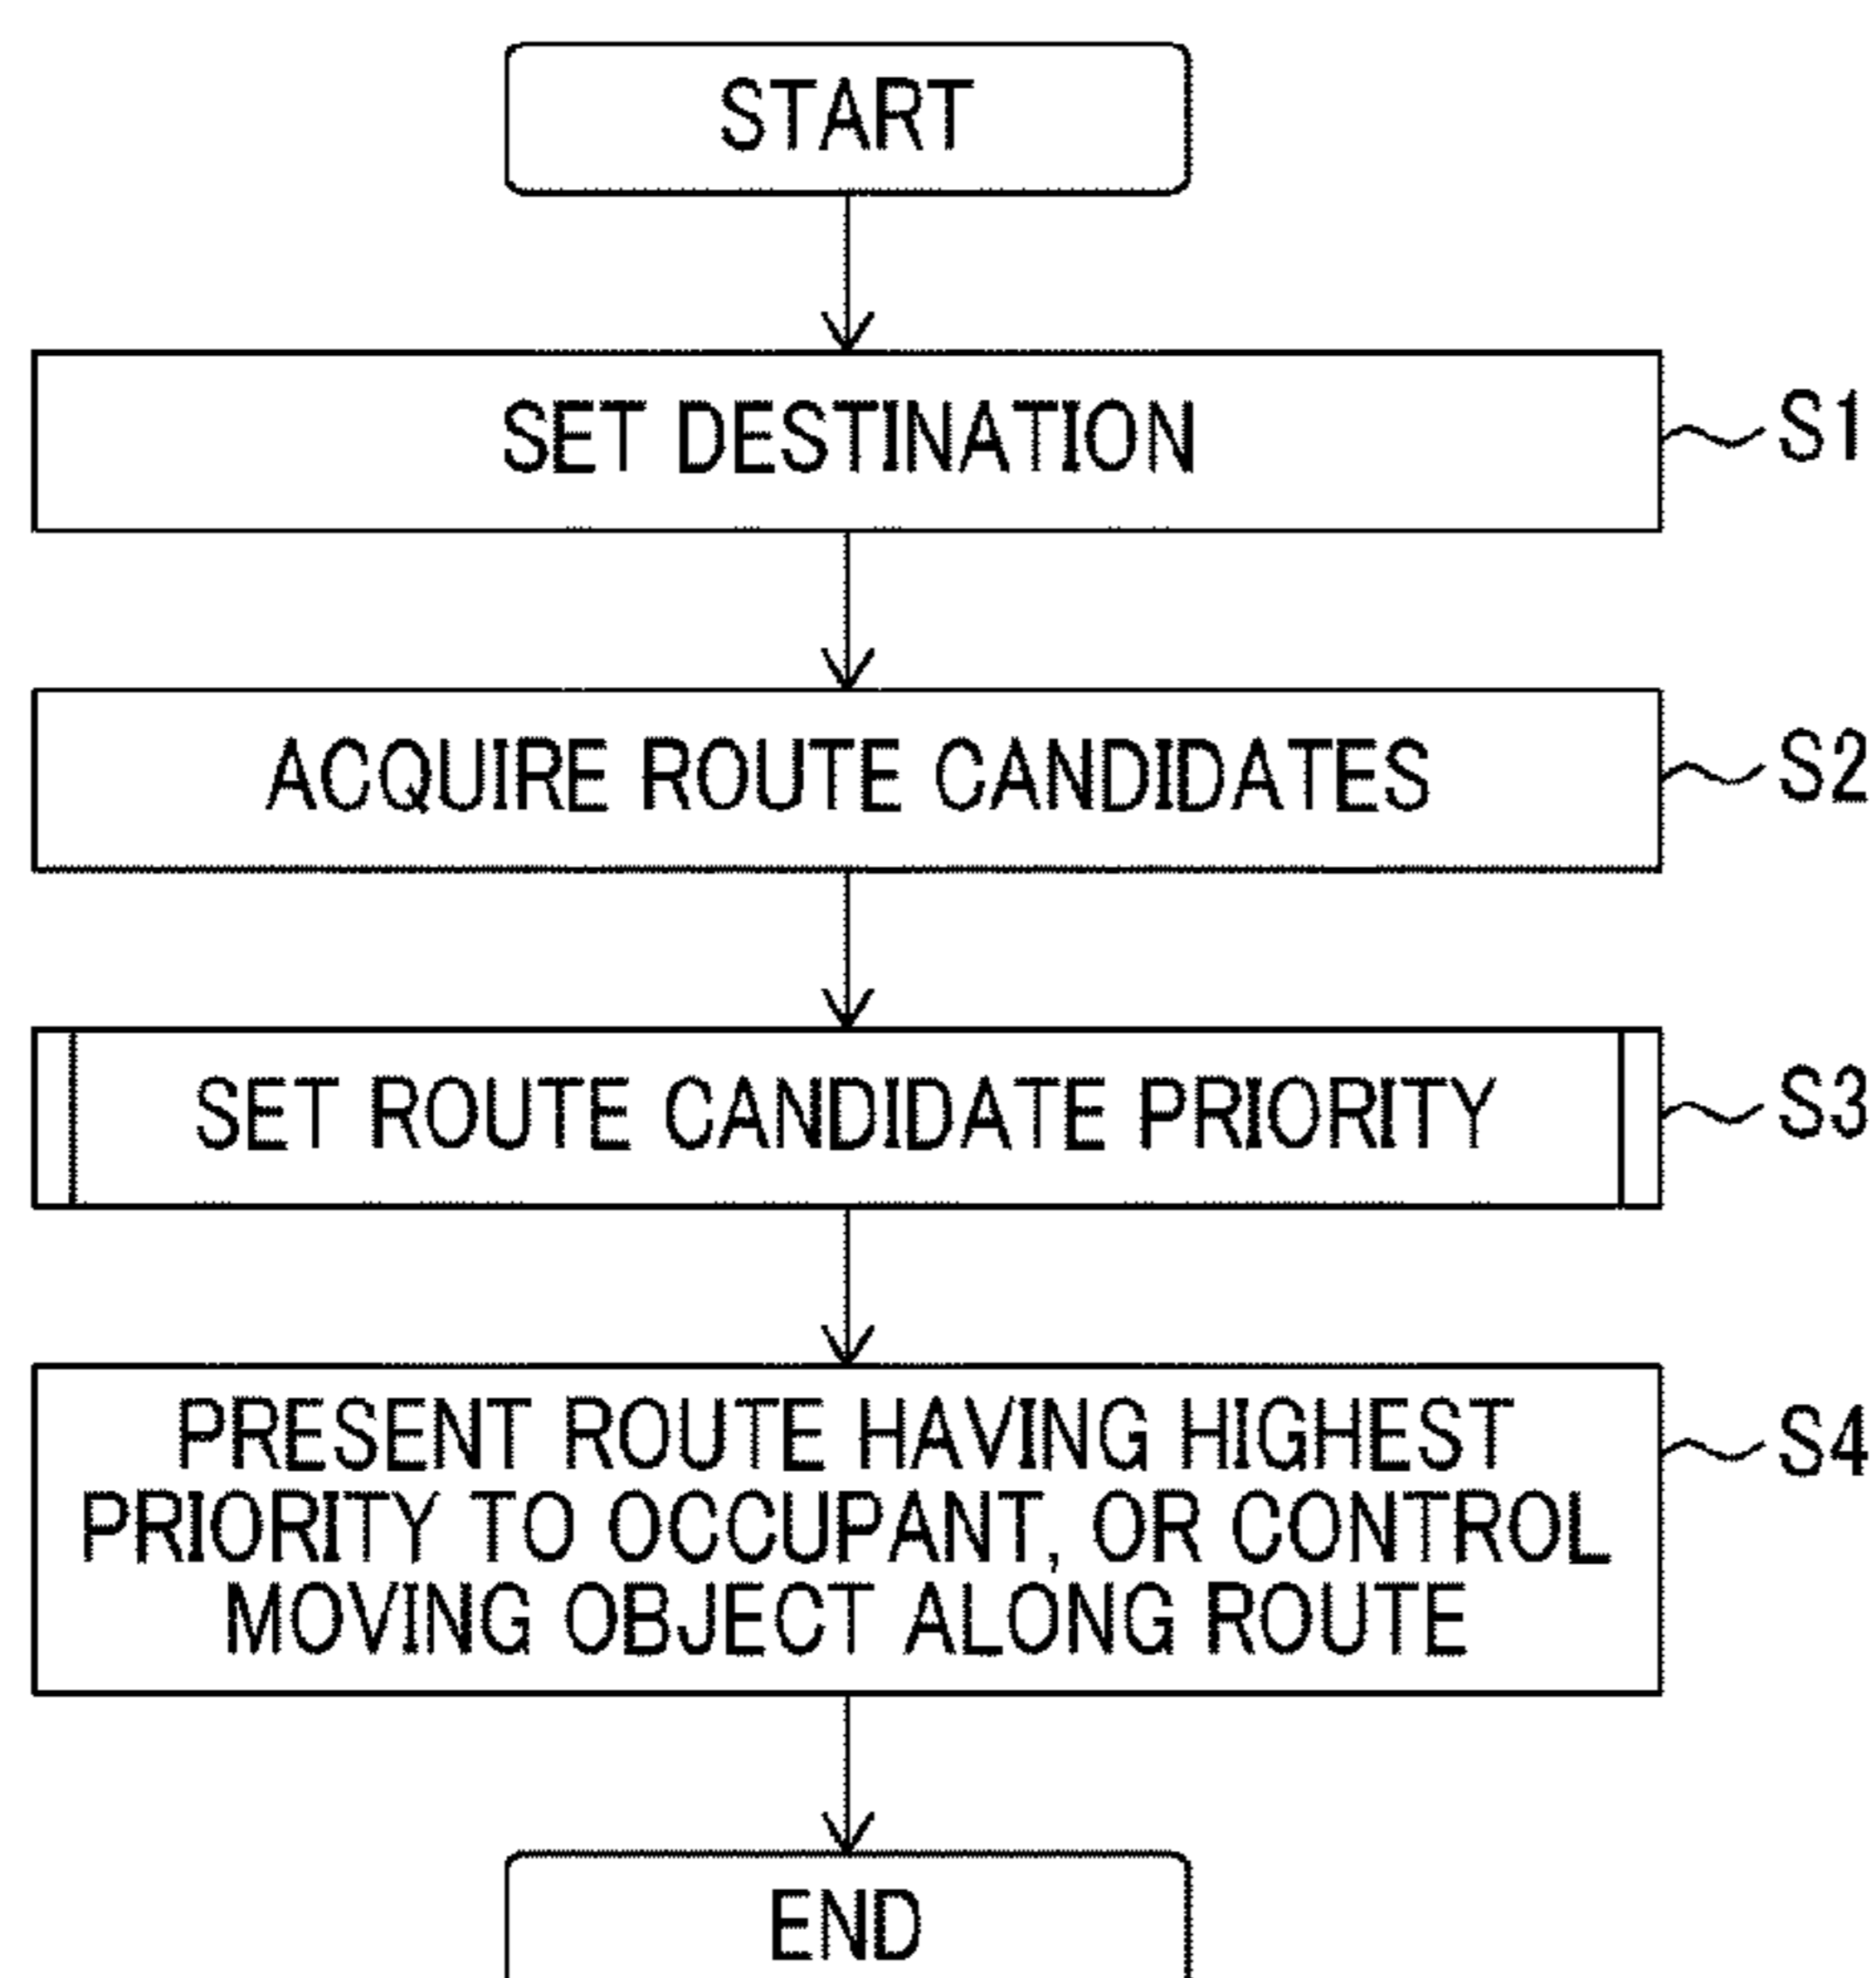 START
SET DESTINATION
S1
ACQUIRE ROUTE CANDIDATES
S2
SET ROUTE CANDIDATE PRIORITY
S3
PRESENT ROUTE HAVING HIGHEST
PRIORITY TO OCCUPANT, OR CONTROL
MOVING OBJECT ALONG ROUTE
S4
END